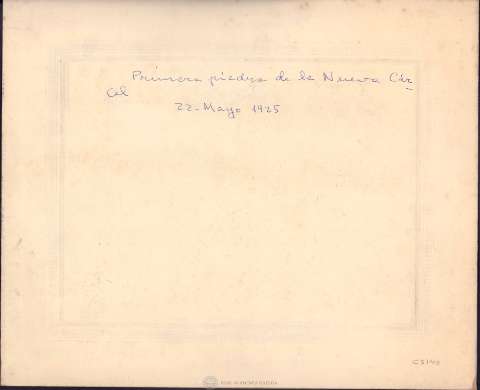 Primera piedra de la Nueva Cár
cel
22-Mayo 1925